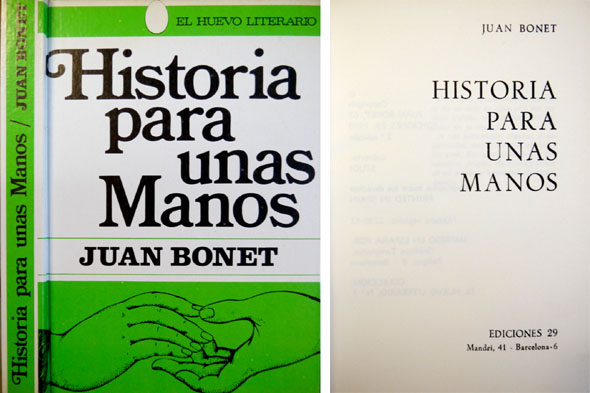 Historia para unas Manos / JUAN BONET
EL HUEVO LITERARIO
Historia
para
unas
Manos
JUAN BONET
JUAN BONET
HISTORIA
PARA
UNAS
MANOS
EDICIONES 29
Mandri, 41 - Barcelona-6